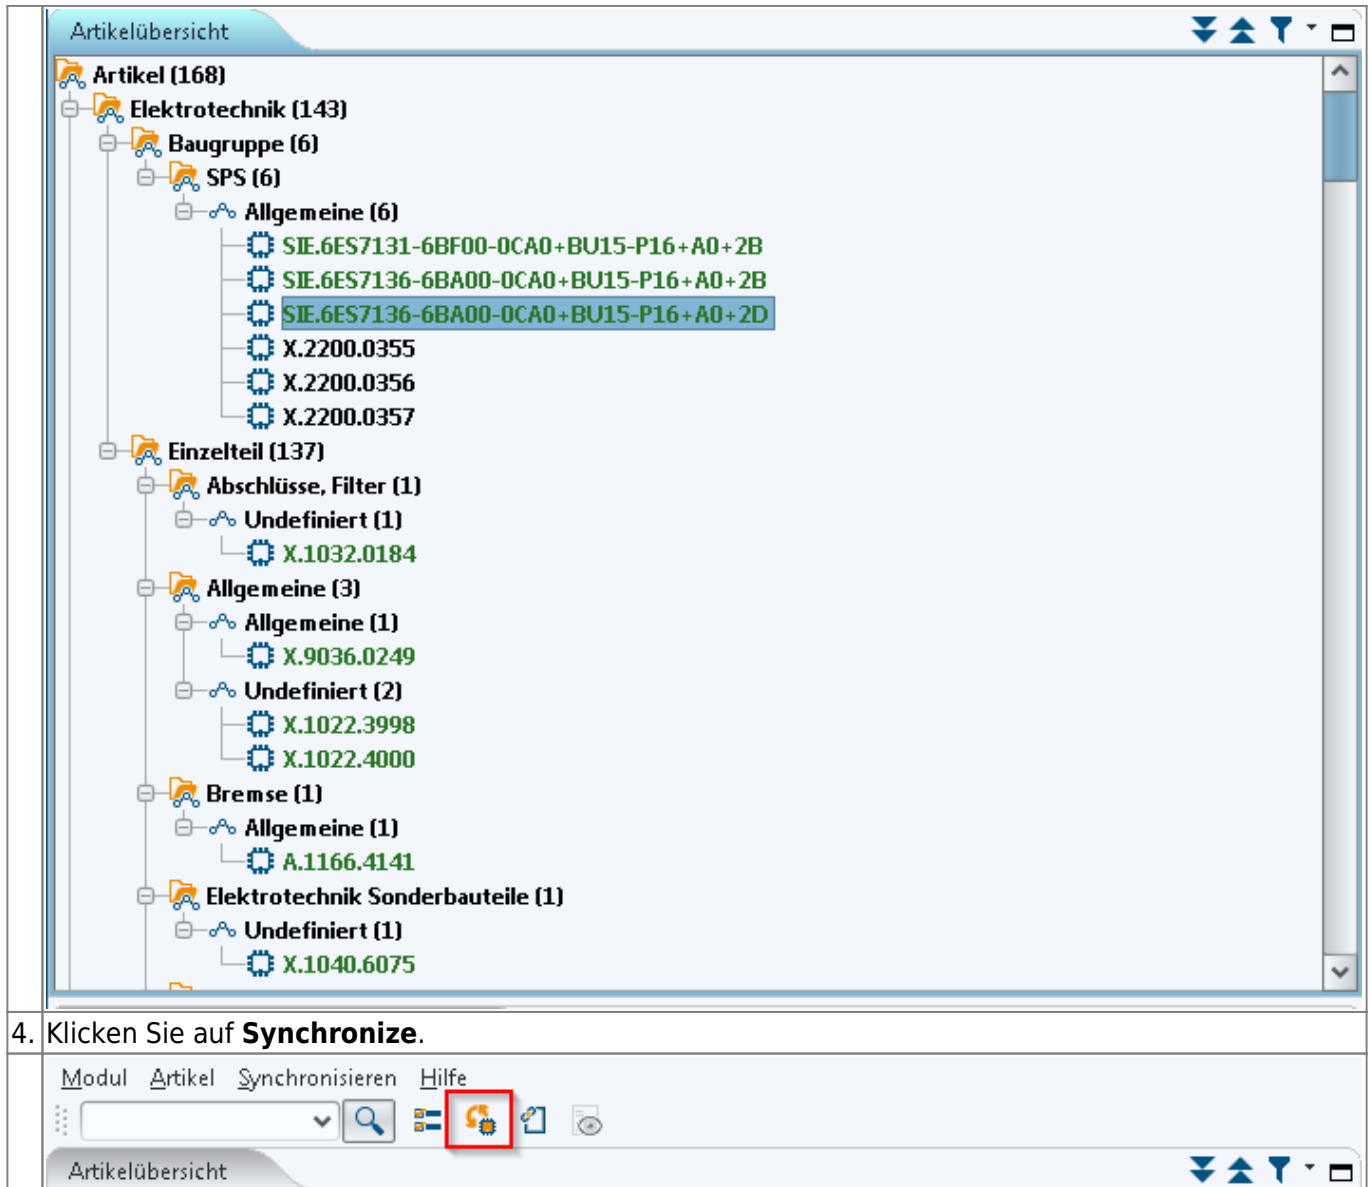 Artikelübersicht
Artikel (168)
Elektrotechnik (143)
Baugruppe (6)
SPS (6)
Allgemeine (6)
SIE.6ES7131-6BF00-0CA0+BU15-P16+A0+2B
SIE.6ES7136-6BA00-0CA0+BU15-P16+A0+2B
SIE.6ES7136-6BA00-0CA0+BU15-P16+A0+2D
X.2200.0355
X.2200.0356
X.2200.0357
Einzelteil (137)
Abschlüsse, Filter (1)
Undefiniert (1)
X.1032.0184
Allgemeine (3)
Allgemeine (1)
X.9036.0249
Undefiniert (2)
X.1022.3998
X.1022.4000
Bremse (1)
Allgemeine (1)
A.1166.4141
Elektrotechnik Sonderbauteile (1)
Undefiniert (1)
X.1040.6075
4. Klicken Sie auf Synchronize.
Modul Artikel Synchronisieren Hilfe
Artikelübersicht